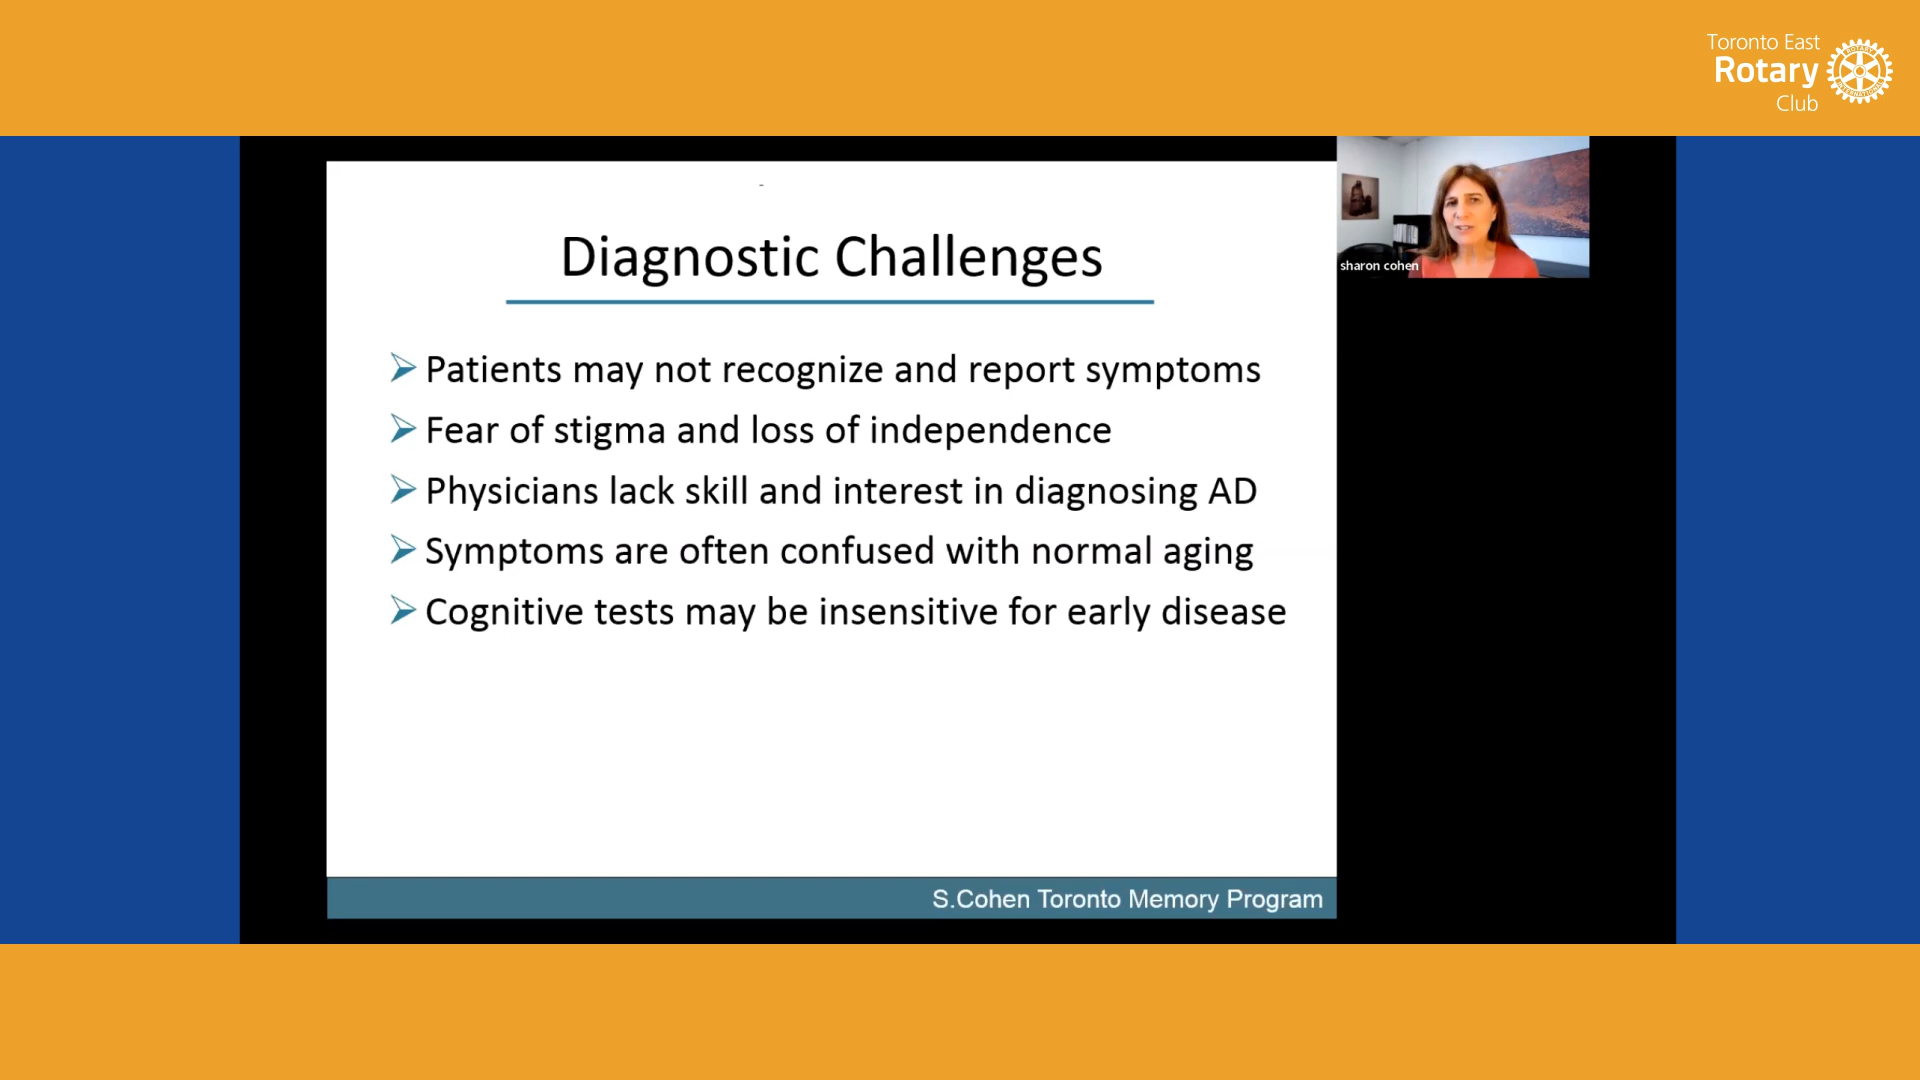 Toronto East
Rotary
Club
Diagnostic Challenges
Patients may not recognize and report symptoms
Fear of stigma and loss of independence
Physicians lack skill and interest in diagnosing AD
Symptoms are often confused with normal aging
Cognitive tests may be insensitive for early disease
S.Cohen Toronto Memory Program
sharon cohen
ROTARY
INTERNATIONAL